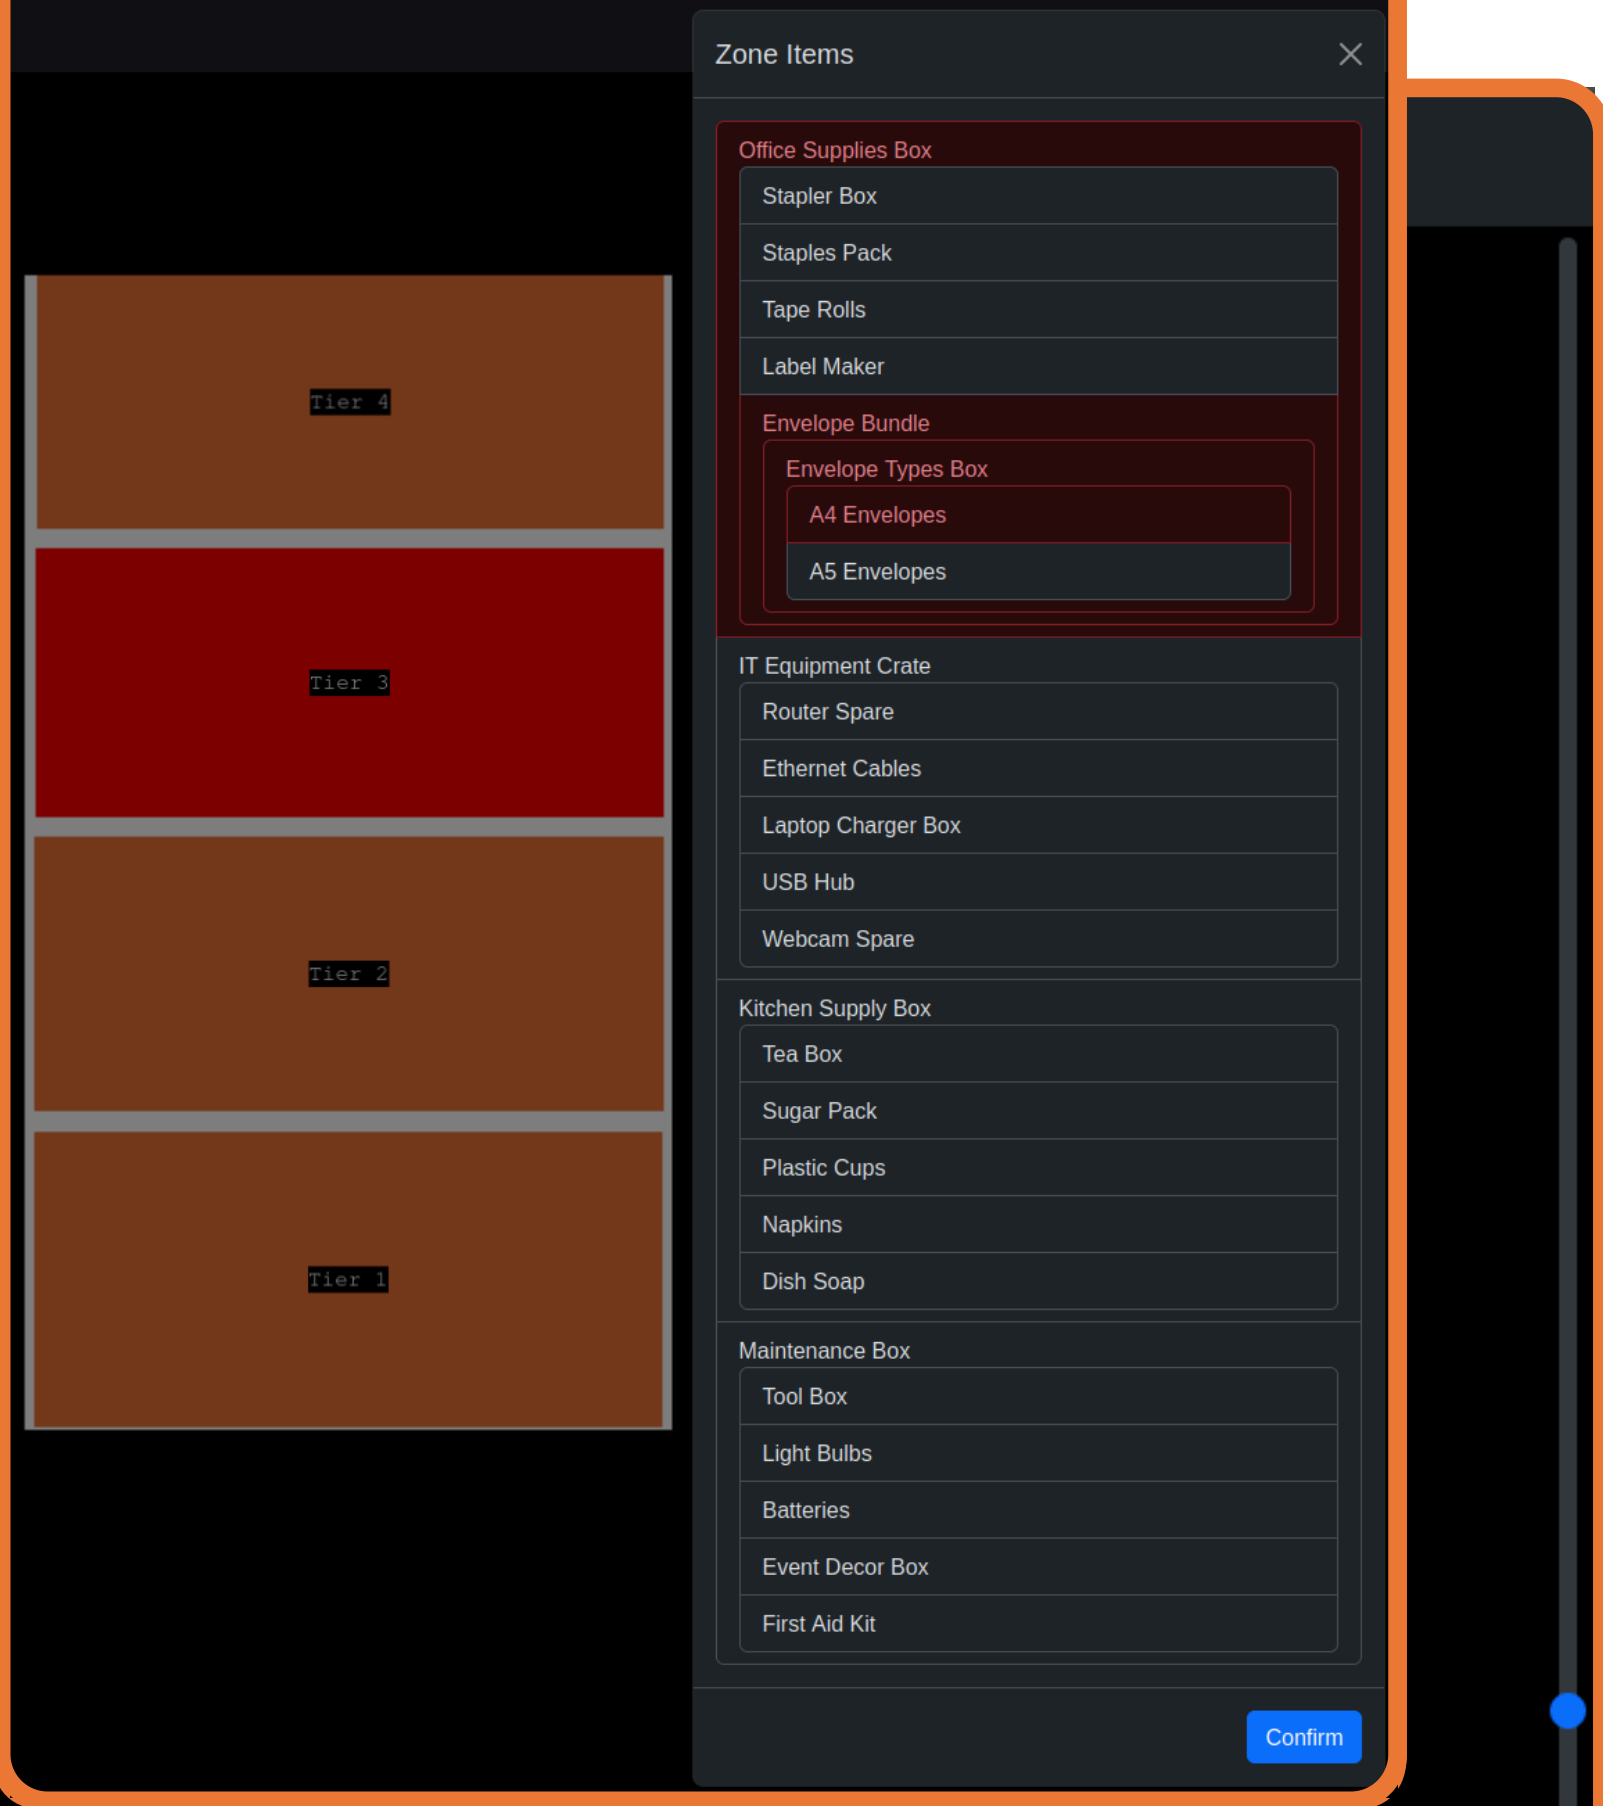 Zone Items
Office Supplies Box
Stapler Box
Staples Pack
Tape Rolls
Label Maker
Envelope Bundle
Envelope Types Box
A4 Envelopes
A5 Envelopes
IT Equipment Crate
Router Spare
Ethernet Cables
Laptop Charger Box
USB Hub
Webcam Spare
Kitchen Supply Box
Tea Box
Sugar Pack
Plastic Cups
Napkins
Dish Soap
Maintenance Box
Tool Box
Light Bulbs
Batteries
Event Decor Box
First Aid Kit
Confirm
Tier 4
Tier 3
Tier 2
Tier 1